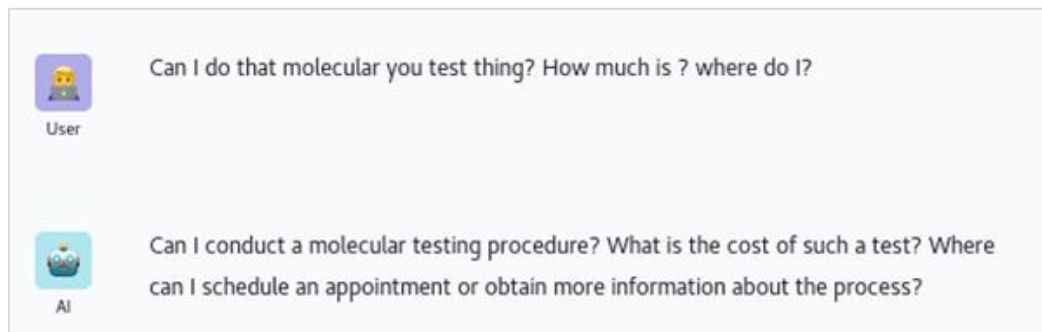 Can I do that molecular you test thing? How much is ? where do I?
User
Can I conduct a molecular testing procedure? What is the cost of such a test? Where
can I schedule an appointment or obtain more information about the process?
AI